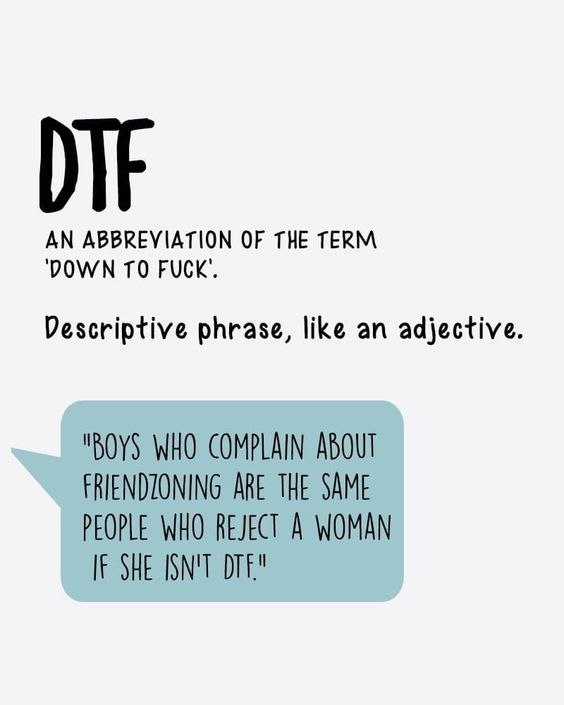 DTF
AN ABBREVIATION OF THE TERM
'DOWN TO FUCK'.
Descriptive phrase, like an adjective.
"BOYS WHO COMPLAIN ABOUT
FRIENDZONING ARE THE SAME
PEOPLE WHO REJECT A WOMAN
IF SHE ISN'T DTF."